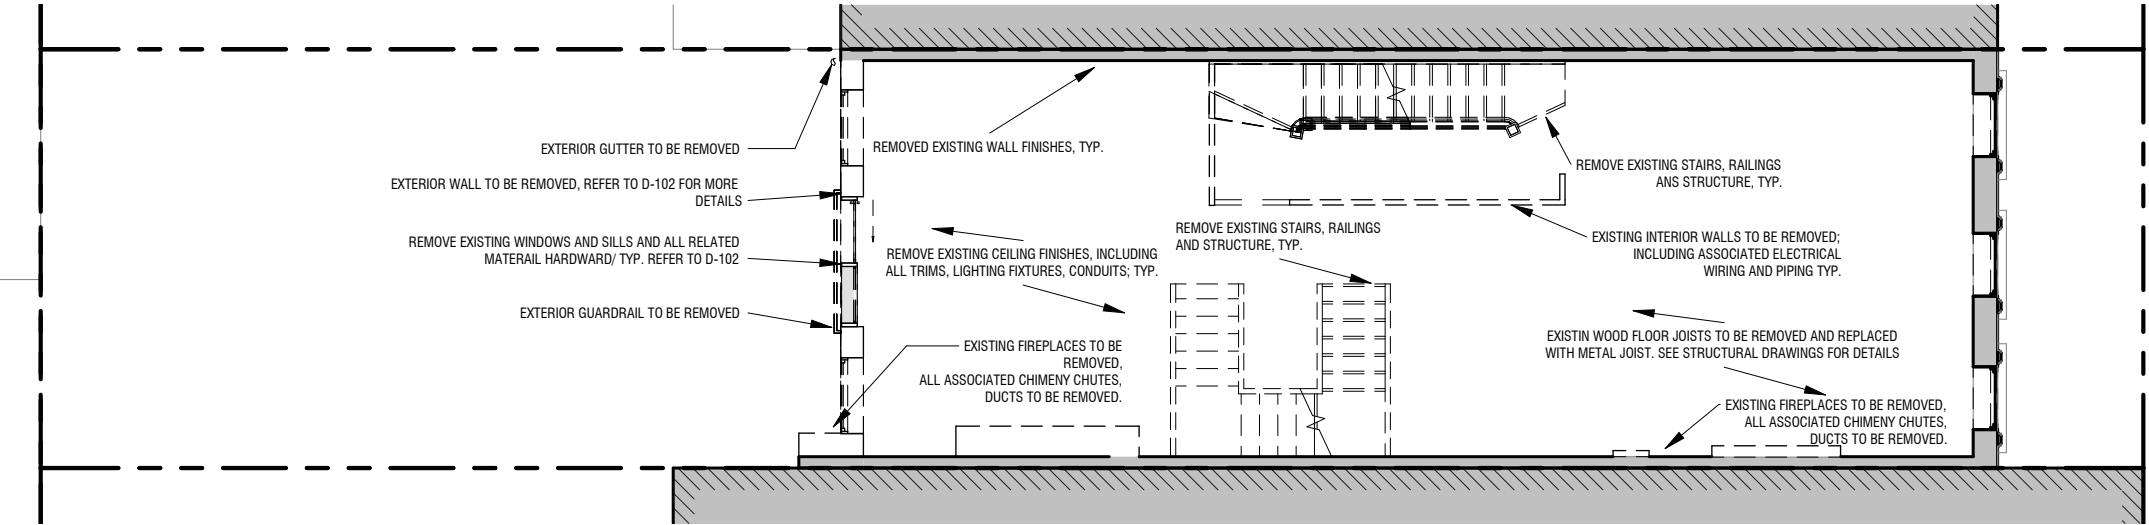 EXTERIOR GUTTER TO BE REMOVED
EXTERIOR WALL TO BE REMOVED, REFER TO D-102 FOR MORE
DETAILS
REMOVE EXISTING WINDOWS AND SILLS AND ALL RELATED
MATERAIL HARDWARE/ TYP. REFER TO D-102
EXTERIOR GUARDRAIL TO BE REMOVED
REMOVED EXISTING WALL FINISHES, TYP.
REMOVE EXISTING CEILING FINISHES, INCLUDING
ALL TRIMS, LIGHTING FIXTURES, CONDUITS; TYP.
EXISTING FIREPLACES TO BE
REMOVED,
ALL ASSOCIATED CHIMENY CHUTES,
DUCTS TO BE REMOVED.
REMOVE EXISTING STAIRS, RAILINGS
AND STRUCTURE, TYP.
REMOVE EXISTING STAIRS, RAILINGS
ANS STRUCTURE, TYP.
EXISTING INTERIOR WALLS TO BE REMOVED;
INCLUDING ASSOCIATED ELECTRICAL
WIRING AND PIPING TYP.
EXISTIN WOOD FLOOR JOISTS TO BE REMOVED AND REPLACED
WITH METAL JOIST. SEE STRUCTURAL DRAWINGS FOR DETAILS
EXISTING FIREPLACES TO BE REMOVED,
ALL ASSOCIATED CHIMENY CHUTES,
DUCTS TO BE REMOVED.